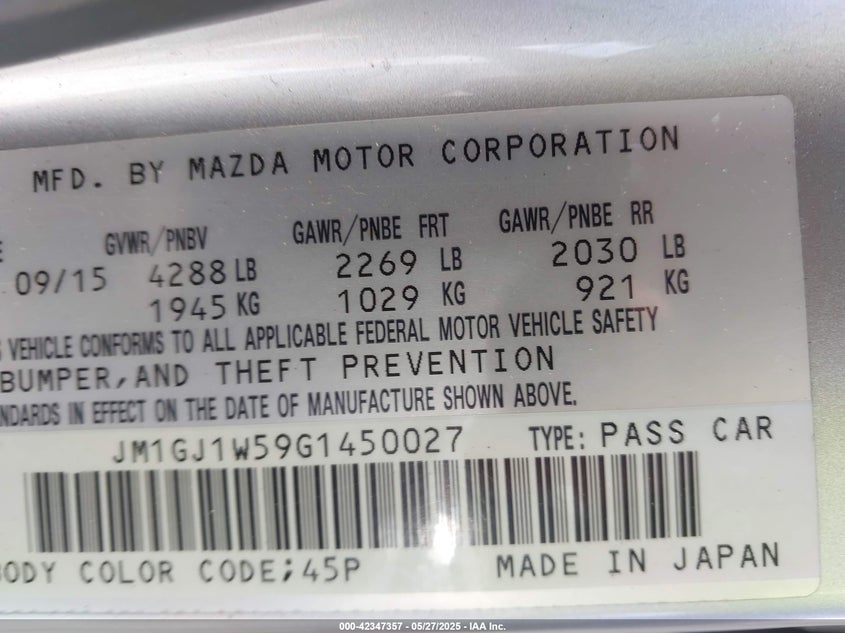 MFD. BY MAZDA MOTOR CORPORATION
GVWR/PNBV GAWR/PNBE FRT GAWR/PNBE RR
09/15 4288 LB 2269 LB 2030 LB
1945 KG 1029 KG 921 KG
VEHICLE CONFORMS TO ALL APPLICABLE FEDERAL MOTOR VEHICLE SAFETY
BUMPER,AND THEFT PREVENTION
IN EFFECT ON THE DATE OF MANUFACTURE SHOWN ABOVE.
JM1GJ1W59G1450027 TYPE: PASS CAR
COLOR CODE;45P MADE IN JAPAN
000-42347357 - 05/27/2025 - IAA Inc.